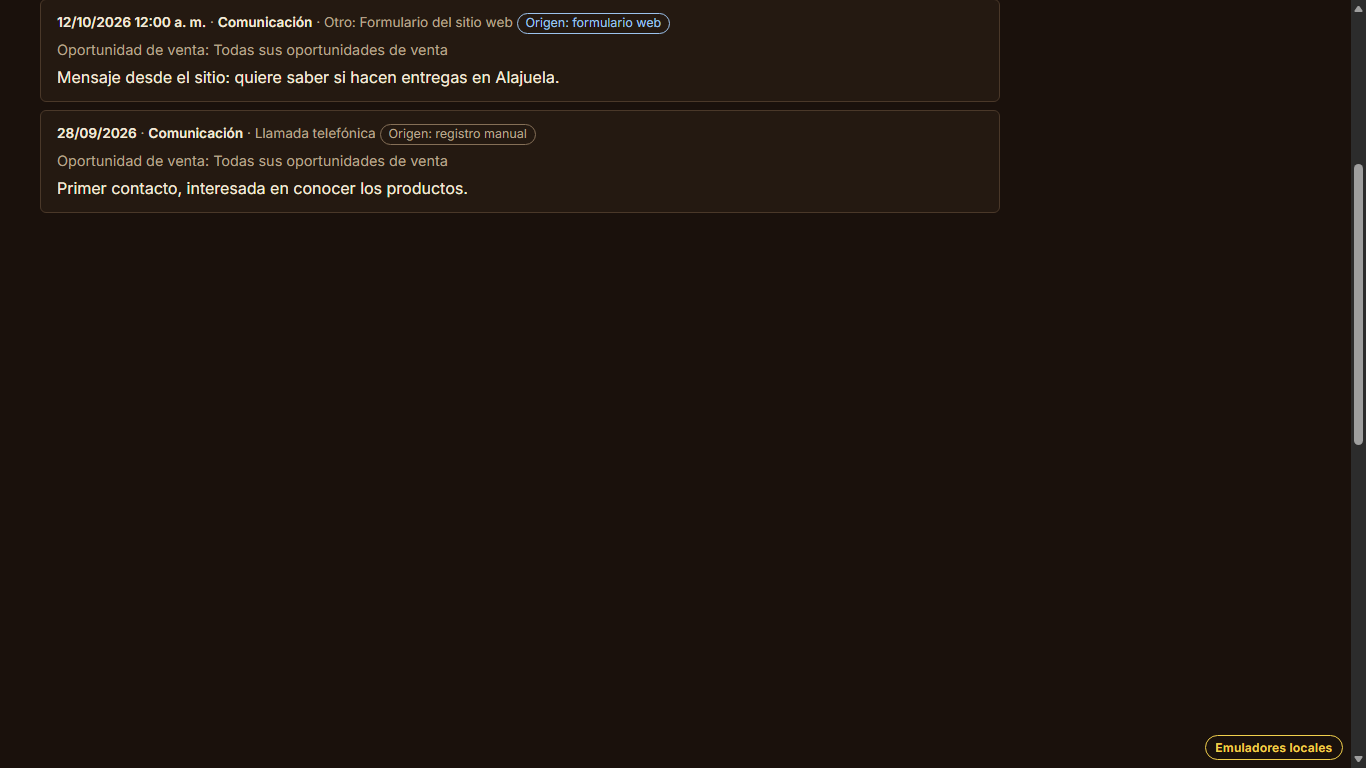 12/10/2026 12:00 a. m. · Comunicación · Otro: Formulario del sitio web Origen: formulario web
Oportunidad de venta: Todas sus oportunidades de venta
Mensaje desde el sitio: quiere saber si hacen entregas en Alajuela.
28/09/2026 · Comunicación · Llamada telefónica Origen: registro manual
Oportunidad de venta: Todas sus oportunidades de venta
Primer contacto, interesada en conocer los productos.
Emuladores locales